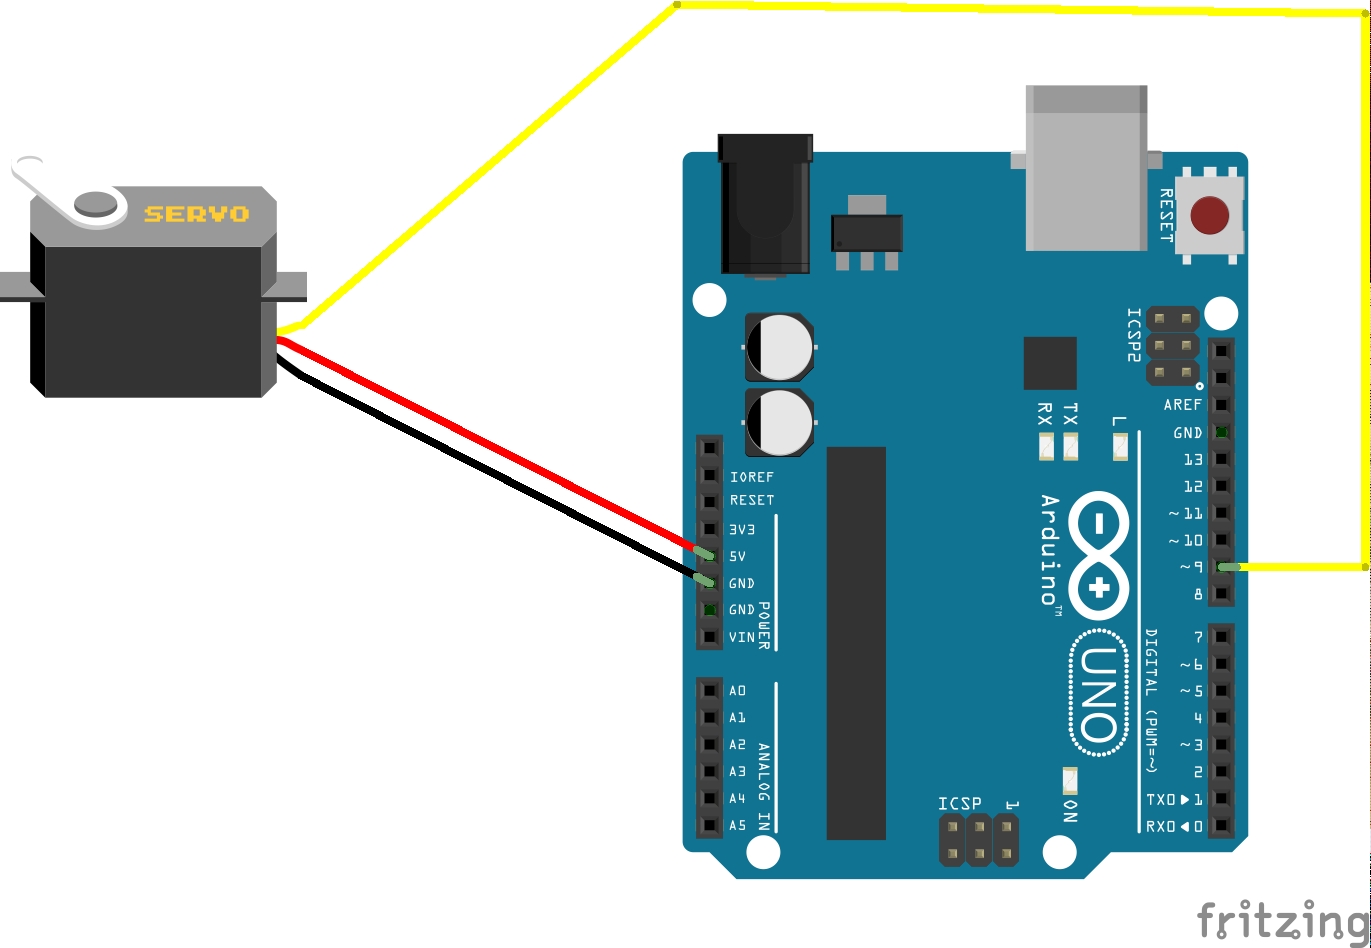 SERVO
RESET
ICSP2
IOREF
RESET
3V3
5V
GND
GND
VIN
POWER
A0
A1
A2
A3
A4
A5
ANALOG IN
RX
TX
L
AREF
GND
13
12
~11
~10
~9
8
7
~6
~5
4
~3
2
TX0▶1
RX0◀0
DIGITAL (PWM=~)
Arduino™
UNO
ON
ICSP
1
fritzing